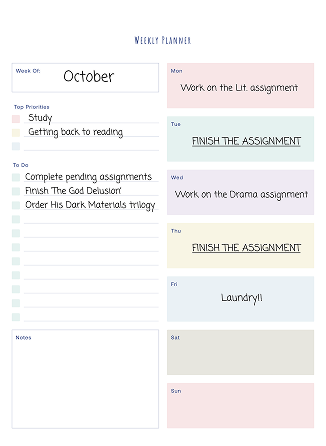 Weekly Planner
Week Of:
October
Top Priorities
Study
Getting back to reading
To Do
Complete pending assignments
Finish 'The God Delusion'
Order His Dark Materials trilogy
Notes
Mon
Work on the Lit. assignment
Tue
FINISH THE ASSIGNMENT
Wed
Work on the Drama assignment
Thu
FINISH THE ASSIGNMENT
Fri
Laundry!!
Sat
Sun